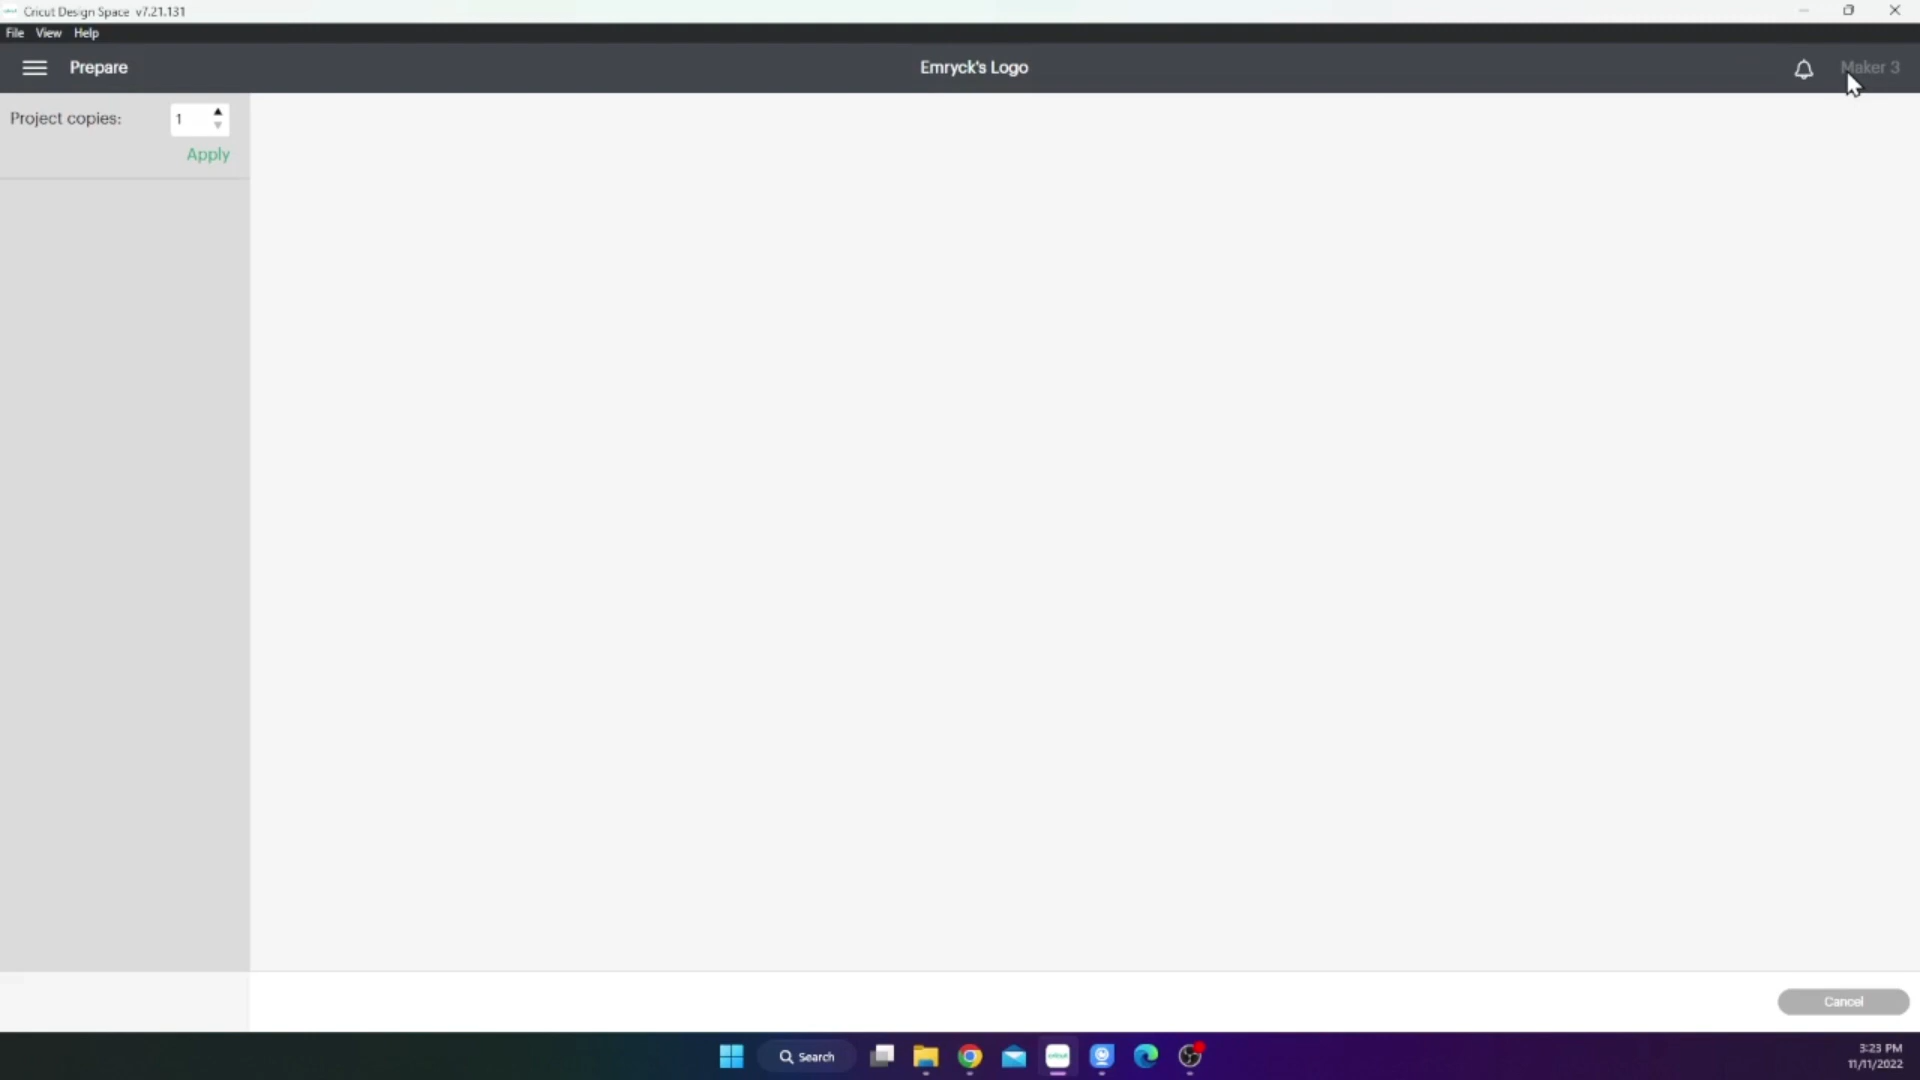 Cricut Design Space v7.21.131
File View Help
Prepare
Emryck's Logo
Maker 3
Project copies: 1
Apply
Cancel
Search
3:23 PM
11/11/2022